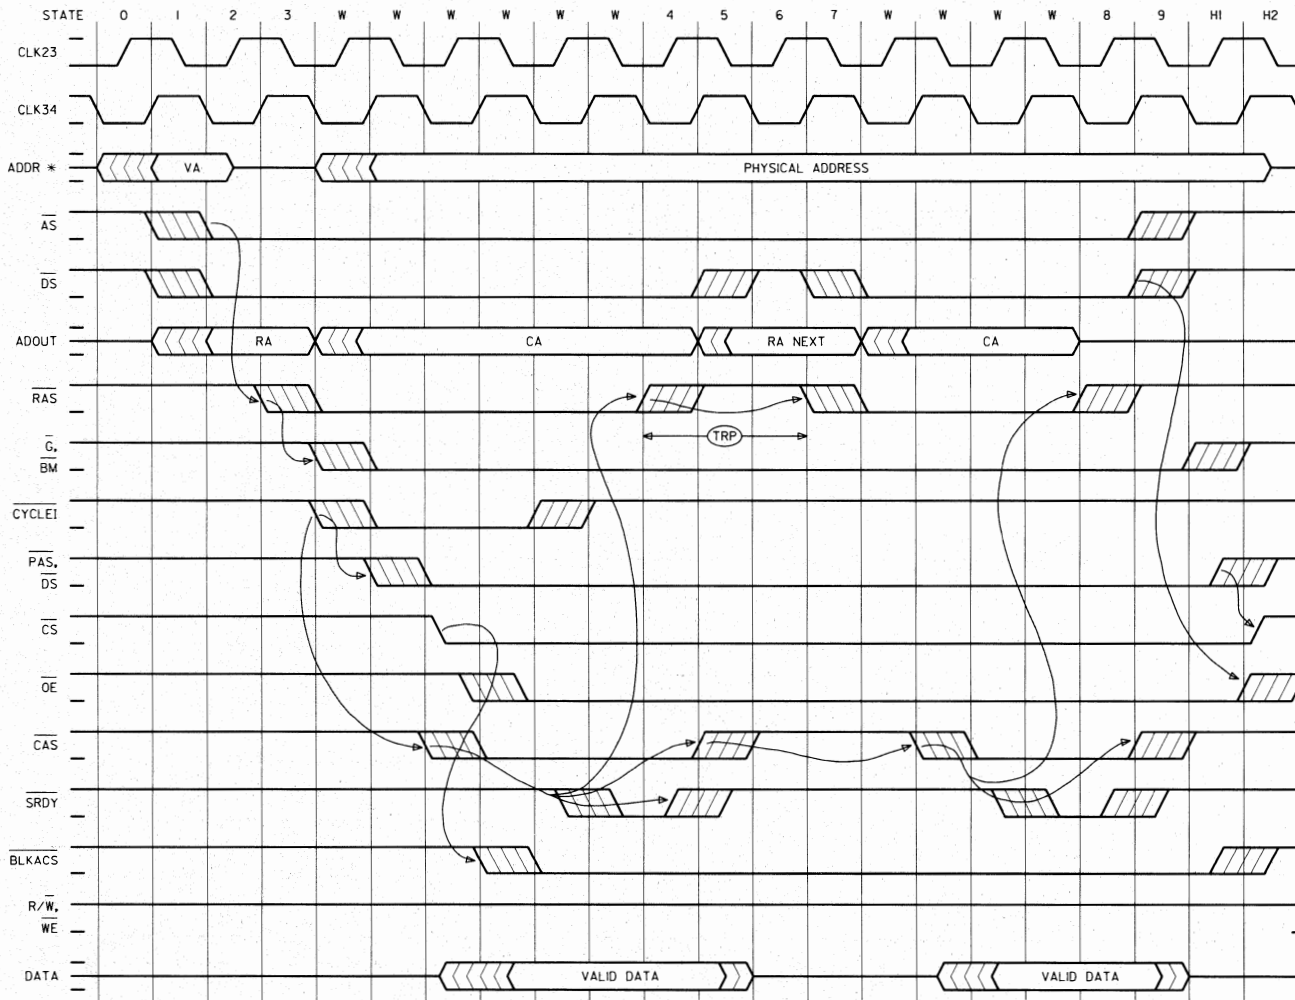 STATE 0 1 2 3 W W W W W W 4 5 6 7 W W W W 8 9 H1 H2
CLK23
CLK34
ADDR * VA PHYSICAL ADDRESS
AS
DS
ADOUT RA CA RA NEXT CA
RAS
G, TRP
BM
CYCLEI
PAS,
DS
CS
OE
CAS
SRDY
BLKACS
R/W,
WE
DATA VALID DATA VALID DATA